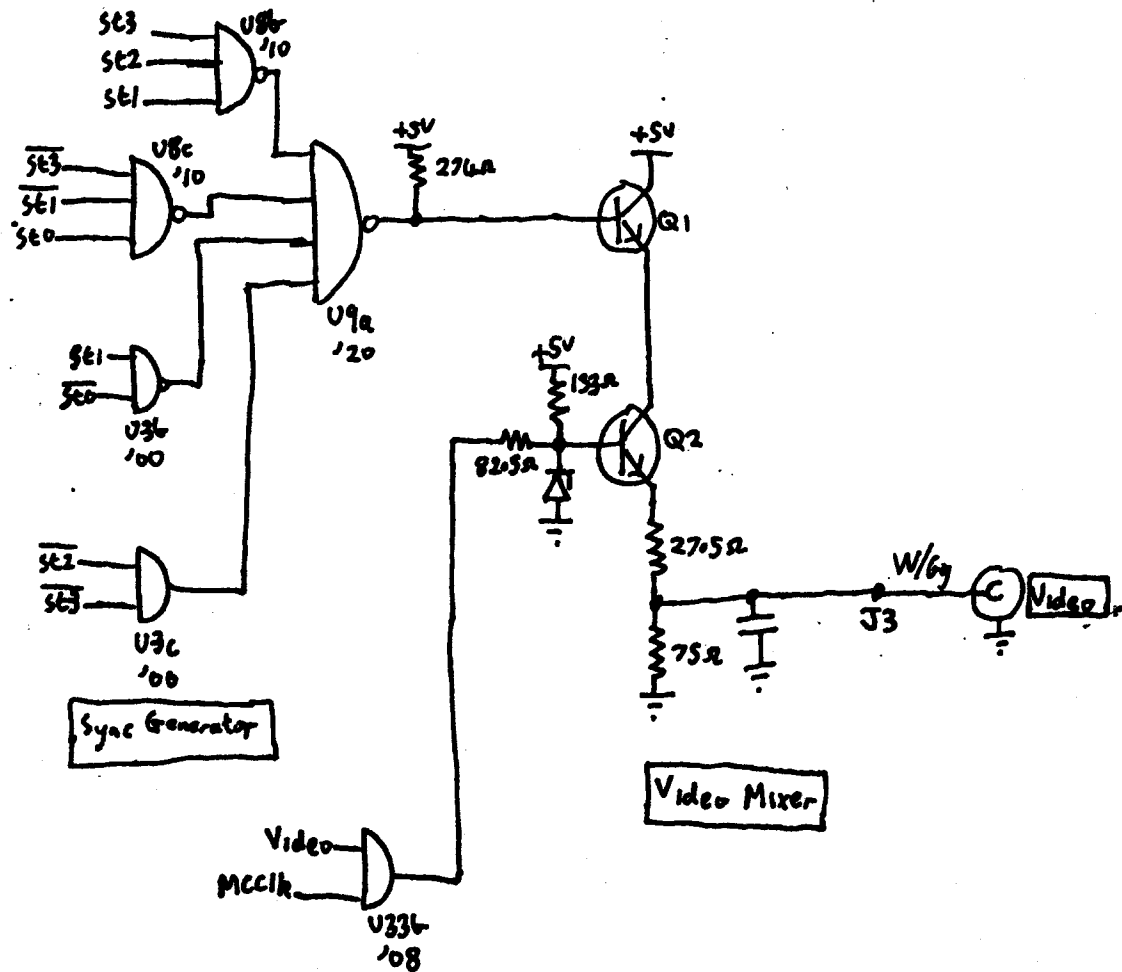 st3
st2
st1
U8b
'10
st3
st1
st0
U8c
'10
st1
st0
U3b
'00
st2
st3
U3c
'00
Sync Generator
U9a
'20
+5V
274Ω
+5V
Q1
+5V
133Ω
82.5Ω
Q2
27.5Ω
75Ω
W/Gy
J3
C
Video
Video Mixer
Video
MCClk
U33b
'08